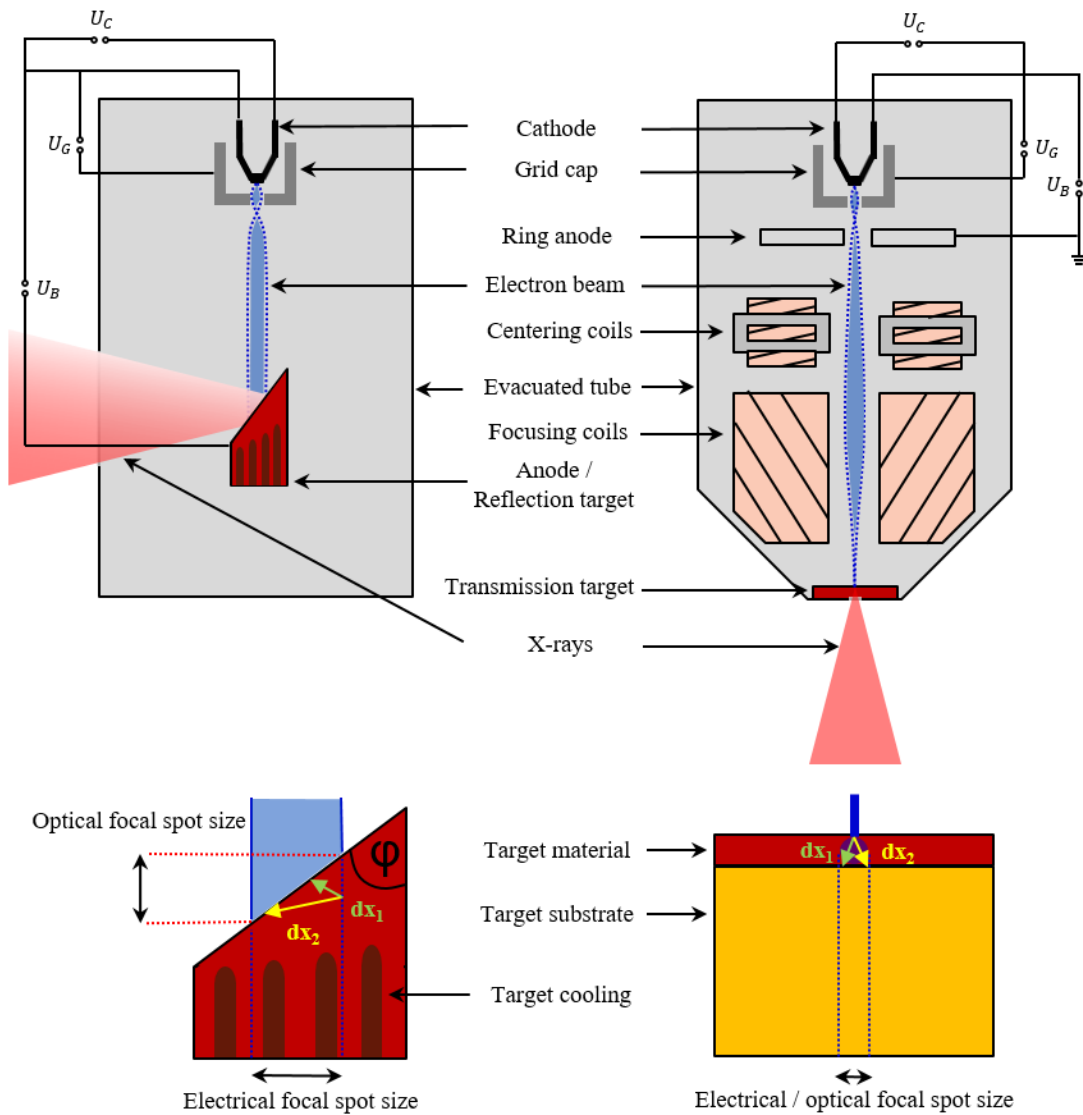 U_C
U_C
Cathode
U_G
U_G
Grid cap
U_B
Ring anode
U_B
Electron beam
Centering coils
Evacuated tube
Focusing coils
Anode /
Reflection target
Transmission target
X-rays
Optical focal spot size
φ
dx₁
dx₂
Target material
dx₁
dx₂
Target substrate
Target cooling
Electrical focal spot size
Electrical / optical focal spot size